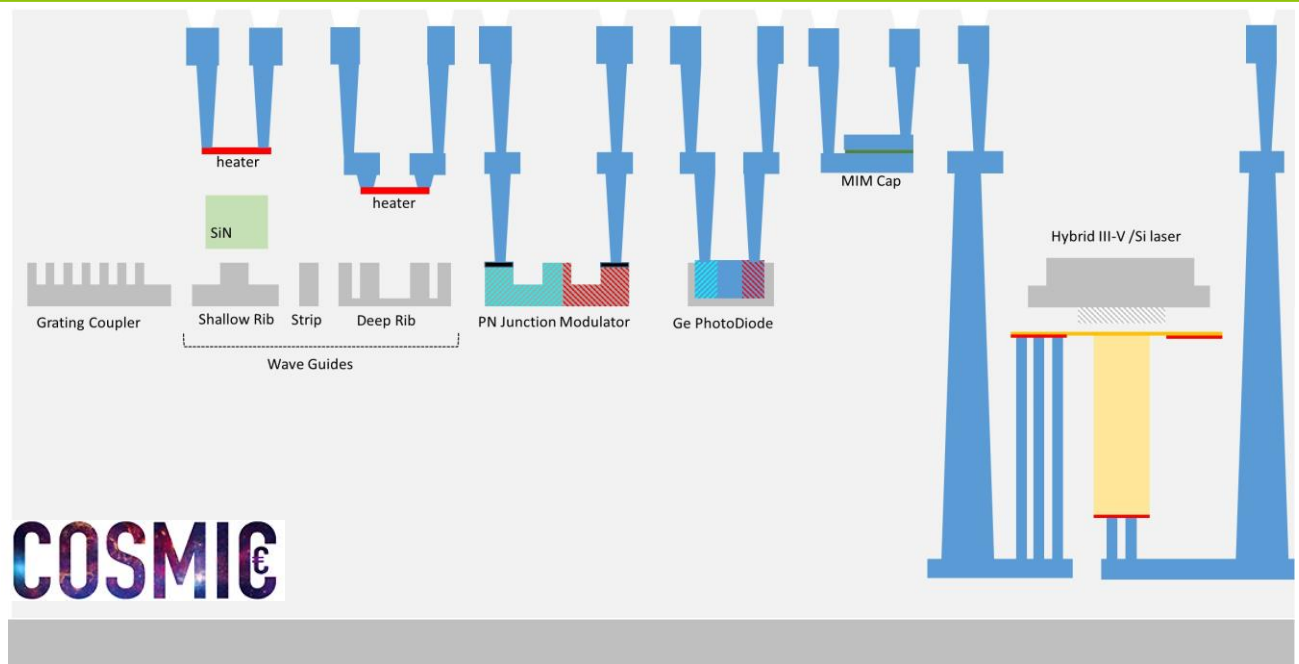 heater
heater
MIM Cap
SiN
Hybrid III-V /Si laser
Grating Coupler
Shallow Rib
Strip
Deep Rib
PN Junction Modulator
Ge PhotoDiode
Wave Guides
COSMIC
€